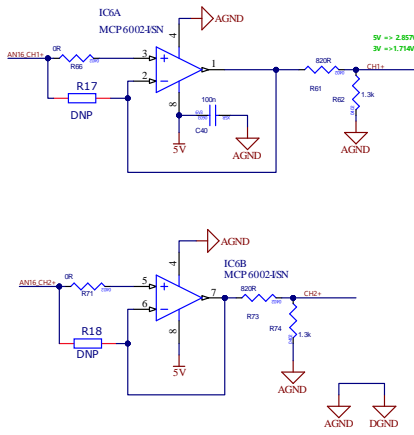 IC6A
MCP6002-I/SN
AGND
5V => 2.857
3V =>1.714V
AN16_CH1+
0R
R66
3
2
4
1
8
R17
DNP
100n
C40
5V
AGND
820R
R61
CH1+
R62
1.3k
AGND
AGND
IC6B
MCP6002-I/SN
AN16_CH2+
0R
R71
5
6
4
7
8
R18
DNP
5V
820R
R73
CH2+
R74
1.3k
AGND
AGND
DGND